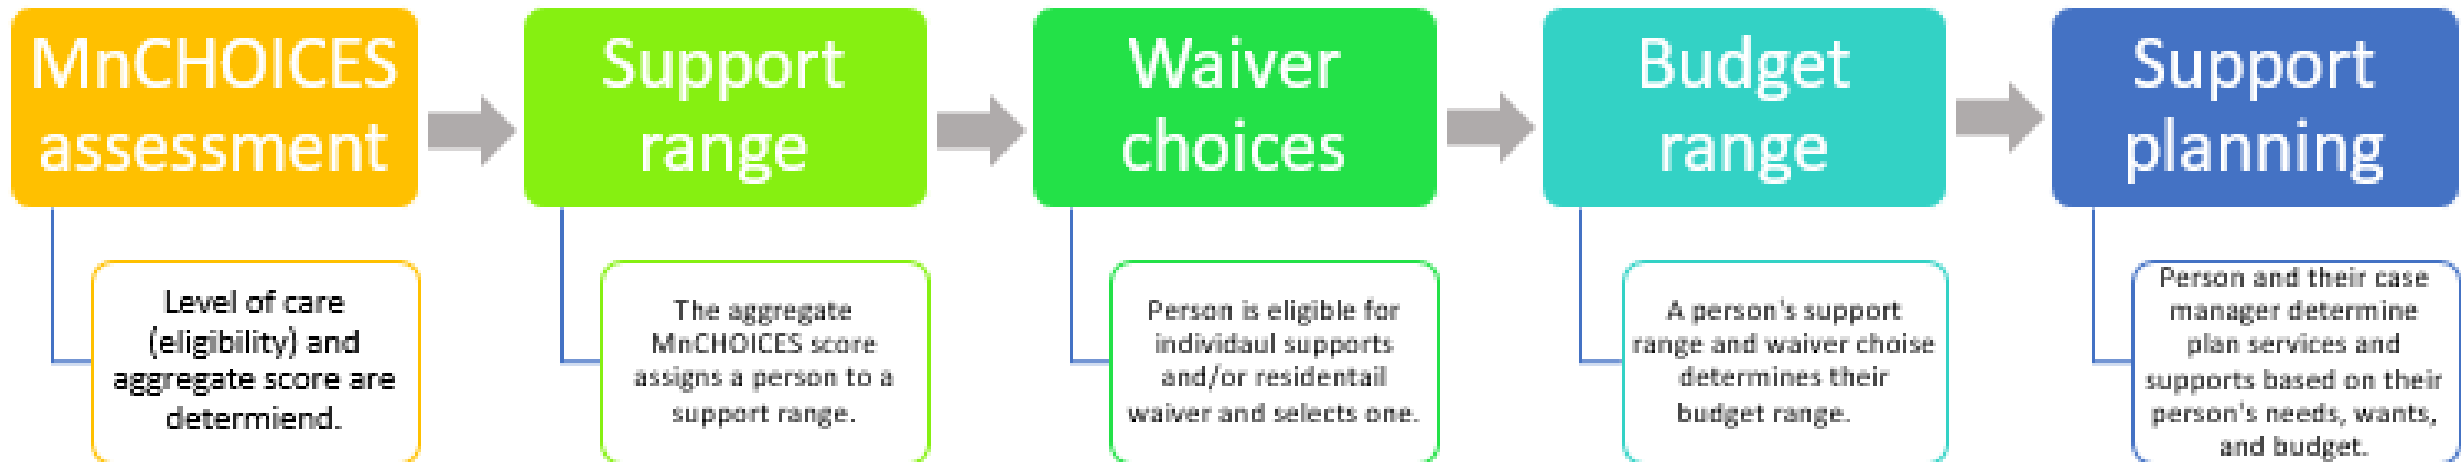 MnCHOICES
assessment
Level of care
(eligibility) and
aggregate score are
determiend.
Support
range
The aggregate
MnCHOICES score
assigns a person to a
support range.
Waiver
choices
Person is eligible for
individaul supports
and/or residentail
waiver and selects one.
Budget
range
A person's support
range and waiver choise
determines their
budget range.
Support
planning
Person and their case
manager determine
plan services and
supports based on their
person's needs, wants,
and budget.